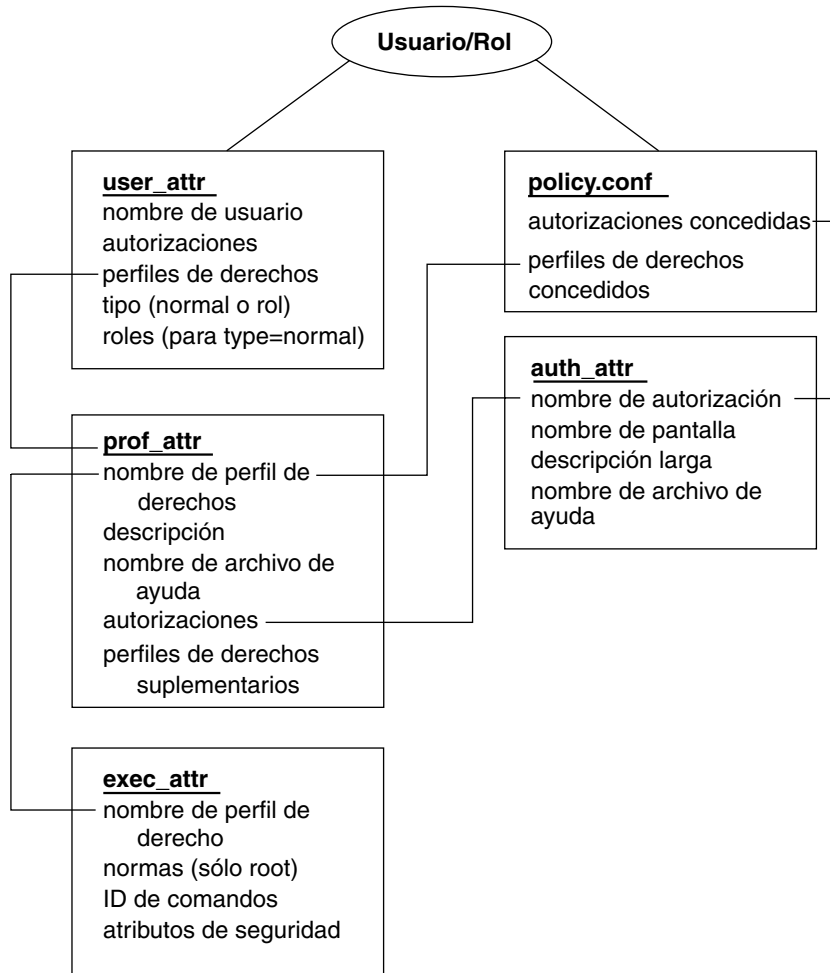 Usuario/Rol
user_attr
nombre de usuario
autorizaciones
perfiles de derechos
tipo (normal o rol)
roles (para type=normal)
policy.conf
autorizaciones concedidas
perfiles de derechos
concedidos
auth_attr
nombre de autorización
nombre de pantalla
descripción larga
nombre de archivo de
ayuda
prof_attr
nombre de perfil de
derechos
descripción
nombre de archivo de
ayuda
autorizaciones
perfiles de derechos
suplementarios
exec_attr
nombre de perfil de
derecho
normas (sólo root)
ID de comandos
atributos de seguridad